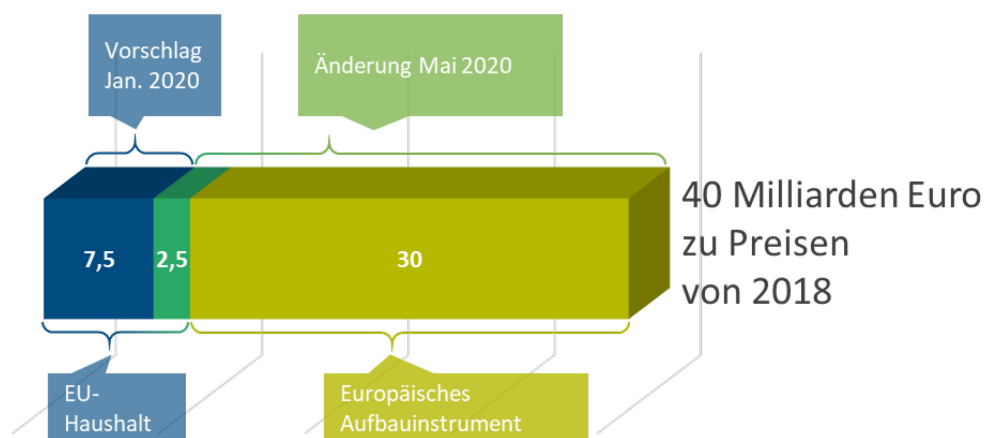 Vorschlag
Jan. 2020
Änderung Mai 2020
7,5
2,5
30
40 Milliarden Euro
zu Preisen
von 2018
EU-
Haushalt
Europäisches
Aufbauinstrument